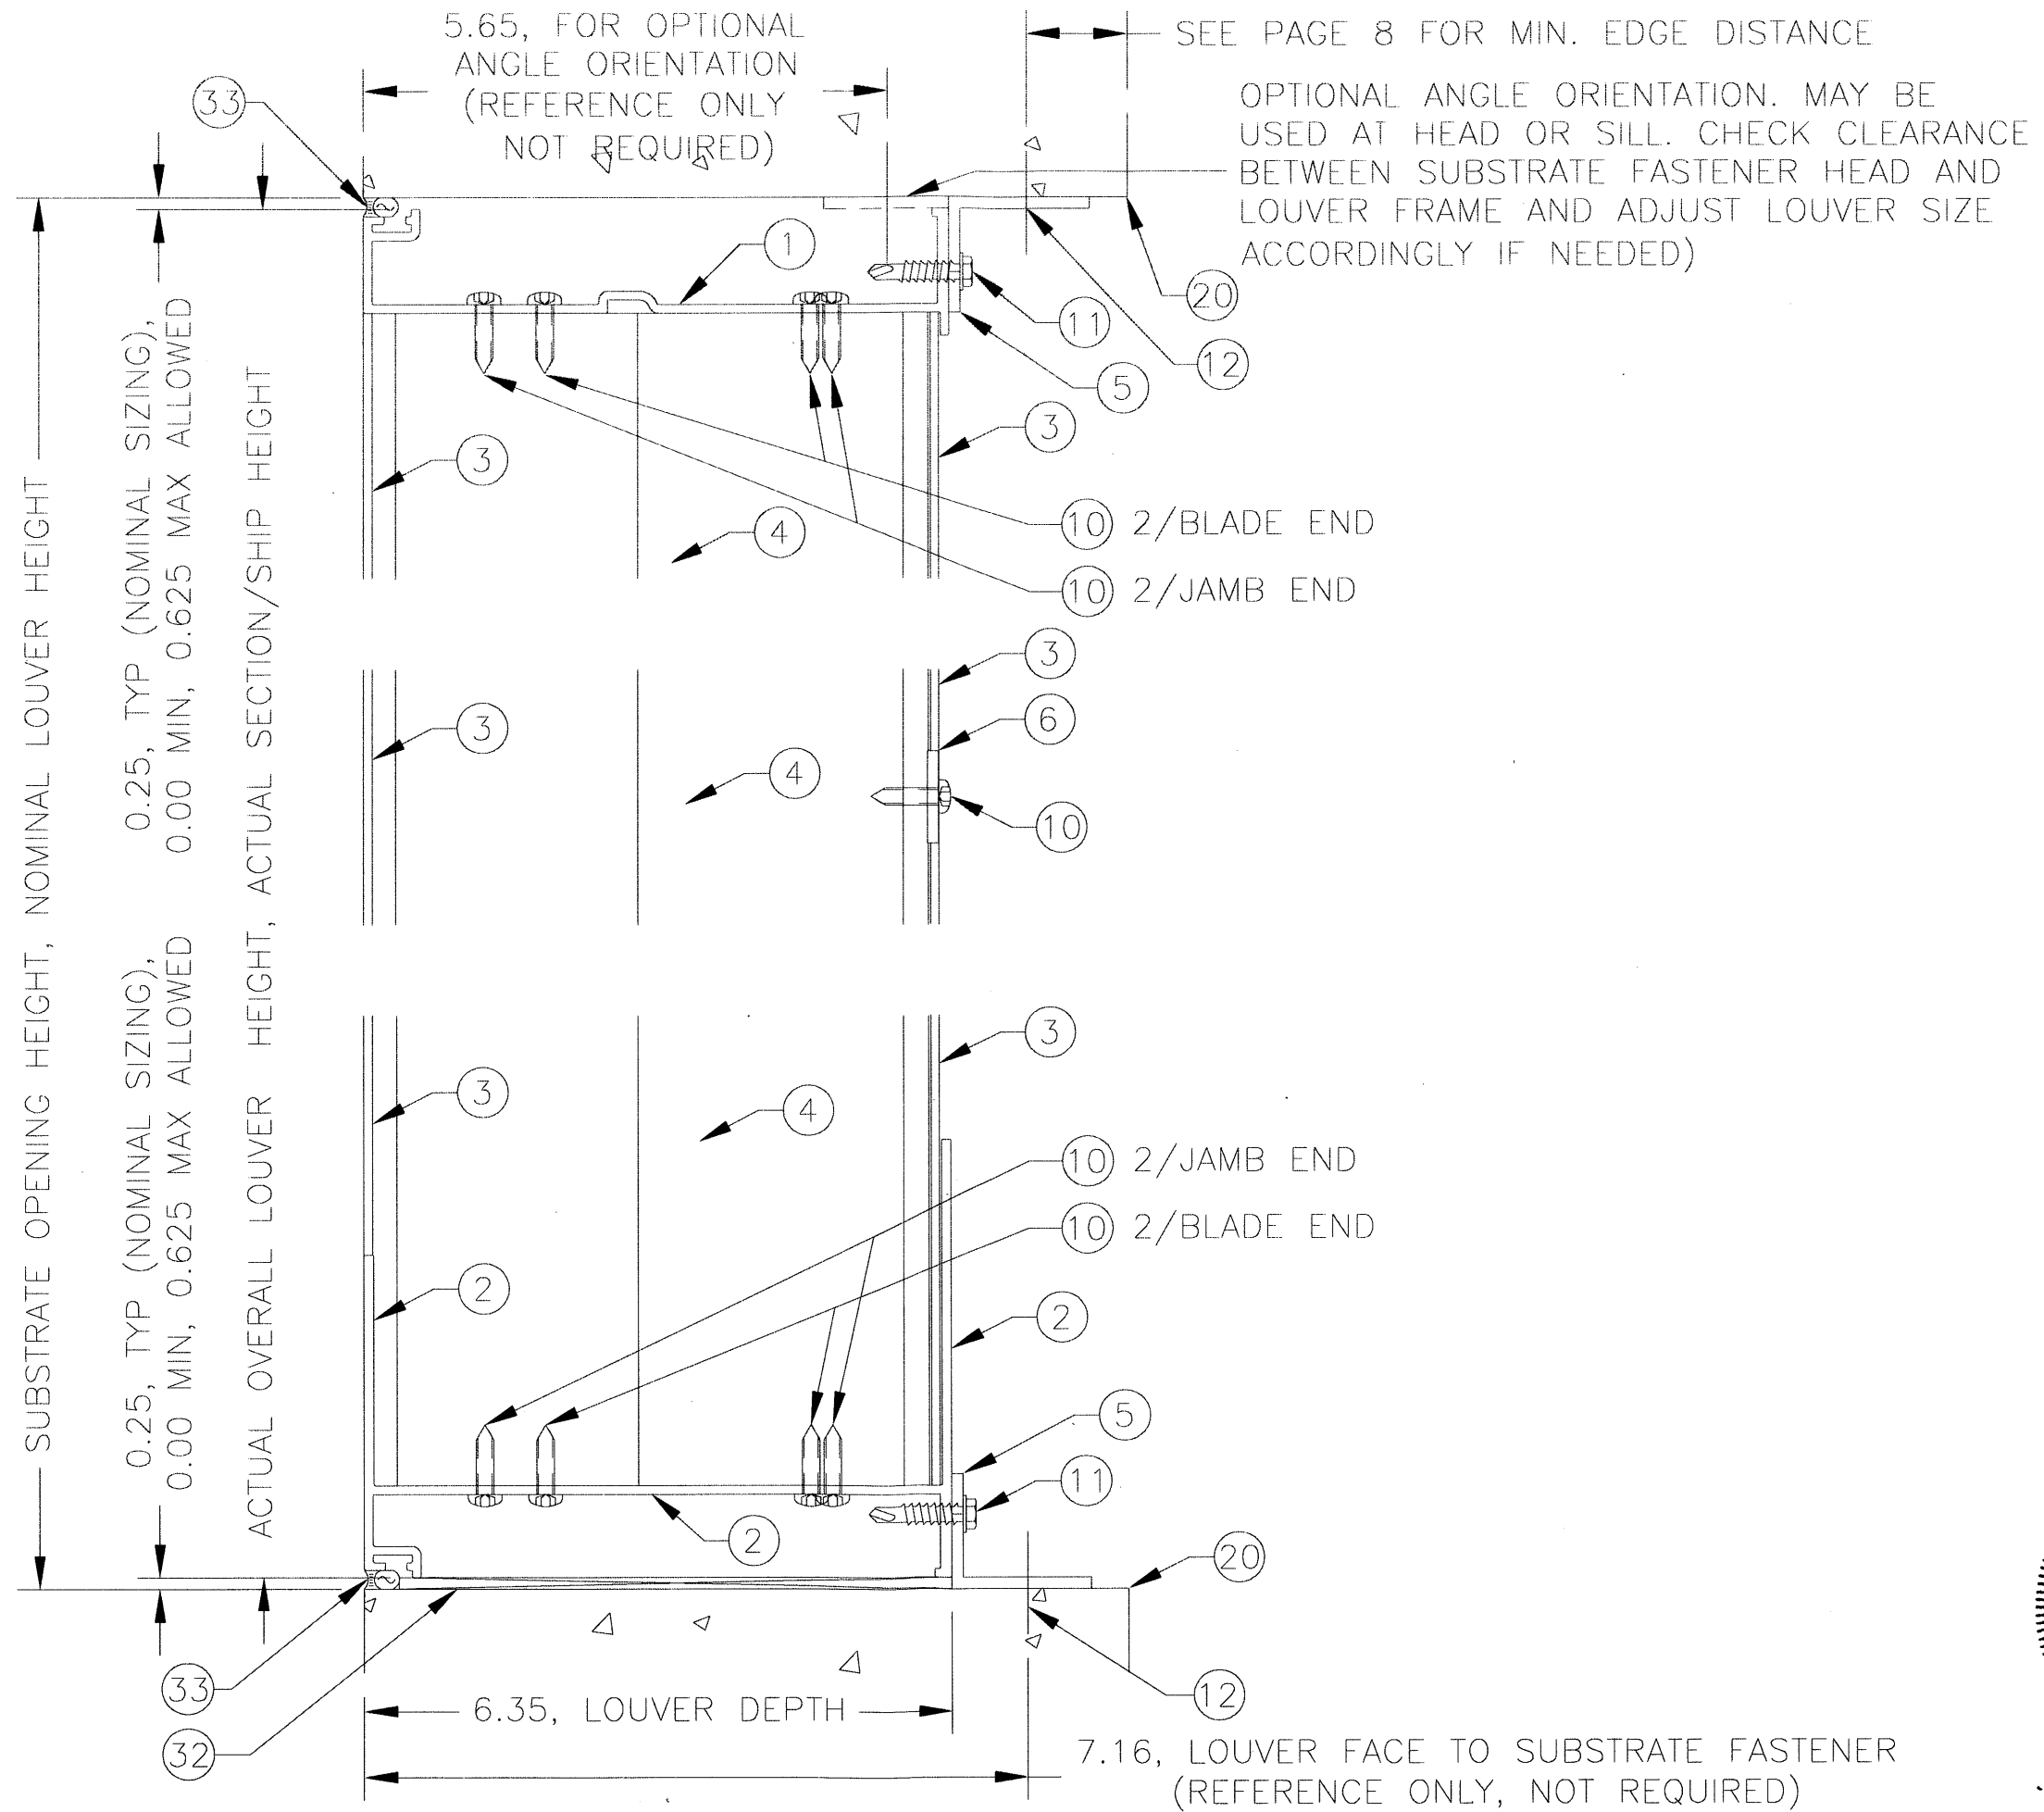 5.65, FOR OPTIONAL
ANGLE ORIENTATION
(REFERENCE ONLY
NOT REQUIRED)
SEE PAGE 8 FOR MIN. EDGE DISTANCE
OPTIONAL ANGLE ORIENTATION. MAY BE
USED AT HEAD OR SILL. CHECK CLEARANCE
BETWEEN SUBSTRATE FASTENER HEAD AND
LOUVER FRAME AND ADJUST LOUVER SIZE
ACCORDINGLY IF NEEDED)
33
1
20
11
12
5
3
3
10 2/BLADE END
4
10 2/JAMB END
3
6
3
4
10
3
3
4
10 2/JAMB END
10 2/BLADE END
2
2
5
11
2
20
33
12
32
6.35, LOUVER DEPTH
7.16, LOUVER FACE TO SUBSTRATE FASTENER
(REFERENCE ONLY, NOT REQUIRED)
SUBSTRATE OPENING HEIGHT, NOMINAL LOUVER HEIGHT
0.25, TYP (NOMINAL SIZING),
0.00 MIN, 0.625 MAX ALLOWED
0.25, TYP (NOMINAL SIZING),
0.00 MIN, 0.625 MAX ALLOWED
ACTUAL OVERALL LOUVER HEIGHT, ACTUAL SECTION/SHIP HEIGHT